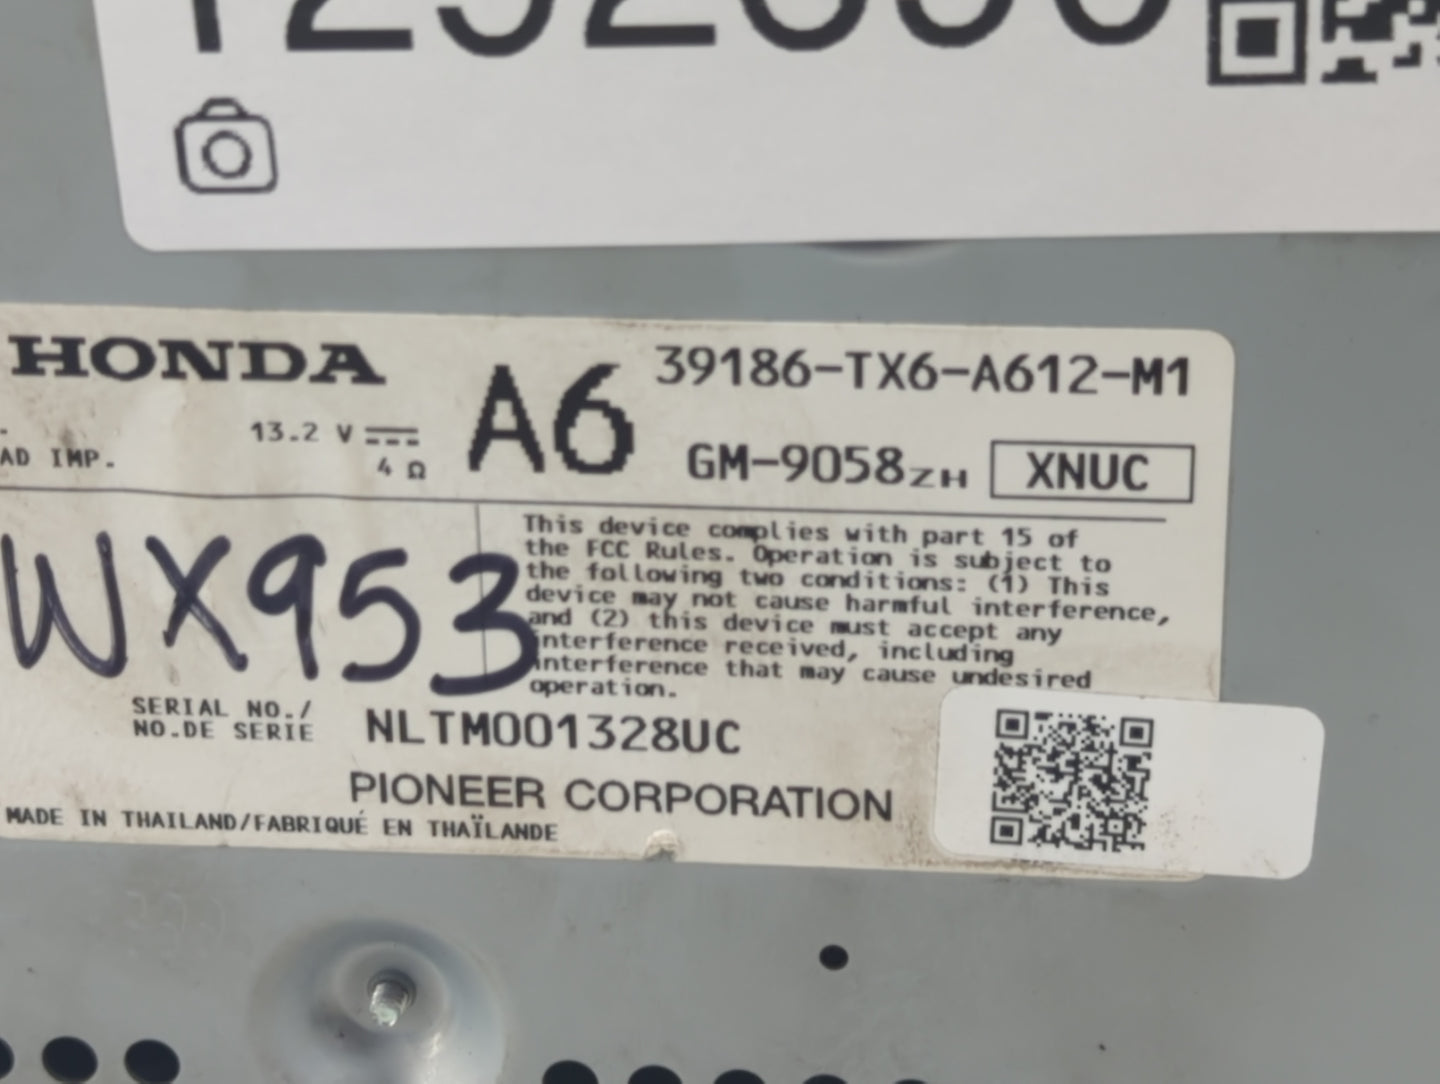 HONDA
A6
39186-TX6-A612-M1
13.2 V
AD IMP.
4 Ω
GM-9058ZH
XNUC
WX953
This device complies with part 15 of
the FCC Rules. Operation is subject to
the following two conditions: (1) This
device may not cause harmful interference,
and (2) this device must accept any
interference received, including
interference that may cause undesired
operation.
SERIAL NO./
NO.DE SERIE
NLTM001328UC
PIONEER CORPORATION
MADE IN THAILAND/FABRIQUÉ EN THAÏLANDE